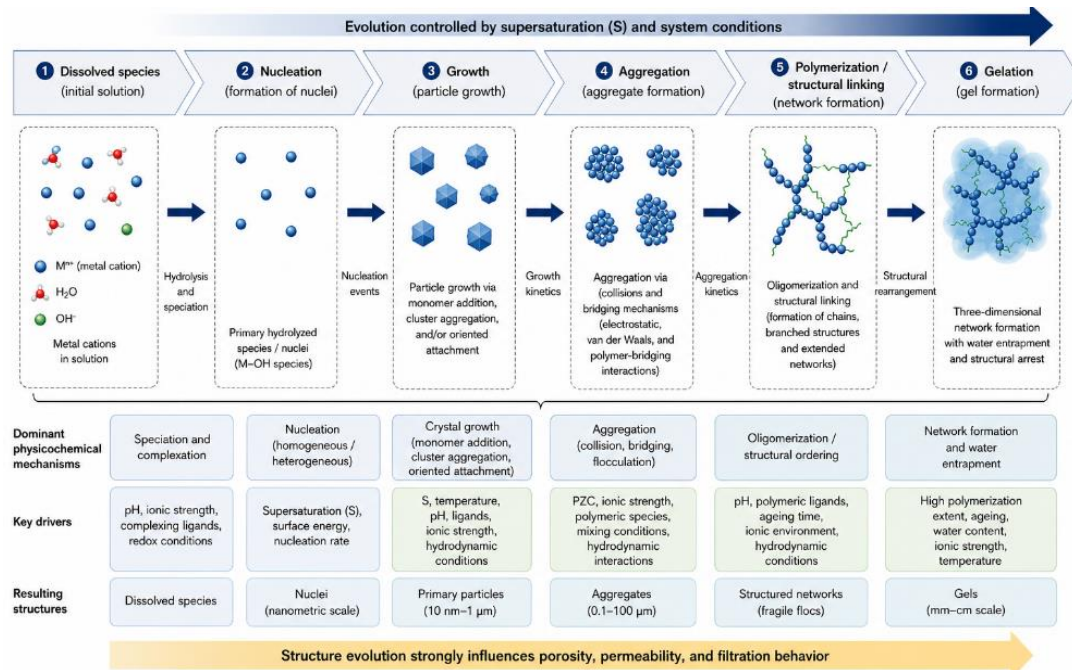 Evolution controlled by supersaturation (S) and system conditions
1 Dissolved species
(initial solution)
2 Nucleation
(formation of nuclei)
3 Growth
(particle growth)
4 Aggregation
(aggregate formation)
5 Polymerization /
structural linking
(network formation)
6 Gelation
(gel formation)
Mⁿ⁺ (metal cation)
H₂O
OH⁻
Metal cations
in solution
Hydrolysis
and
speciation
Primary hydrolyzed
species / nuclei
(M–OH species)
Nucleation
events
Particle growth via
monomer addition,
cluster aggregation,
and/or oriented
attachment
Growth
kinetics
Aggregation via
(collisions and
bridging mechanisms
(electrostatic,
van der Waals, and
polymer-bridging
interactions)
Aggregation
kinetics
Oligomerization and
structural linking
(formation of chains,
branched structures
and extended
networks)
Structural
rearrangement
Three-dimensional
network formation
with water entrapment
and structural arrest
Dominant
physicochemical
mechanisms
Speciation and
complexation
Nucleation
(homogeneous /
heterogeneous)
Crystal growth
(monomer addition,
cluster aggregation,
oriented attachment)
Aggregation
(collision, bridging,
flocculation)
Oligomerization /
structural ordering
Network formation
and water
entrapment
Key drivers
pH, ionic strength,
complexing ligands,
redox conditions
Supersaturation (S),
surface energy,
nucleation rate
S, temperature,
pH, ligands,
ionic strength,
hydrodynamic
conditions
PZC, ionic strength,
polymeric species,
mixing conditions,
hydrodynamic
interactions
pH, polymeric ligands,
ageing time,
ionic environment,
hydrodynamic
conditions
High polymerization
extent, ageing,
water content,
ionic strength,
temperature
Resulting
structures
Dissolved species
Nuclei
(nanometric scale)
Primary particles
(10 nm–1 µm)
Aggregates
(0.1–100 µm)
Structured networks
(fragile flocs)
Gels
(mm–cm scale)
Structure evolution strongly influences porosity, permeability, and filtration behavior